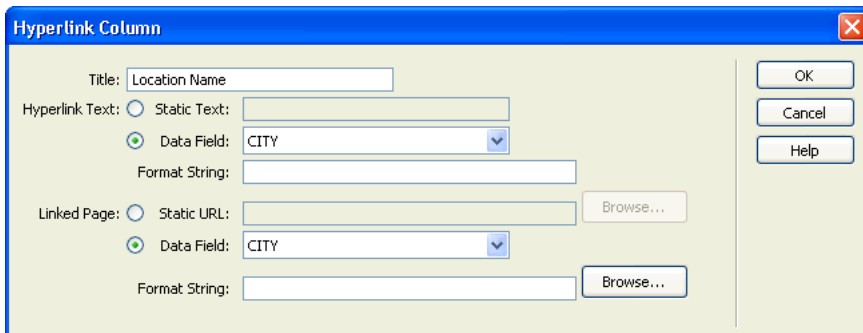 Hyperlink Column
Title: Location Name
OK
Hyperlink Text: Static Text:
Cancel
Data Field: CITY
Help
Format String:
Linked Page: Static URL: Browse...
Data Field: CITY
Format String: Browse...